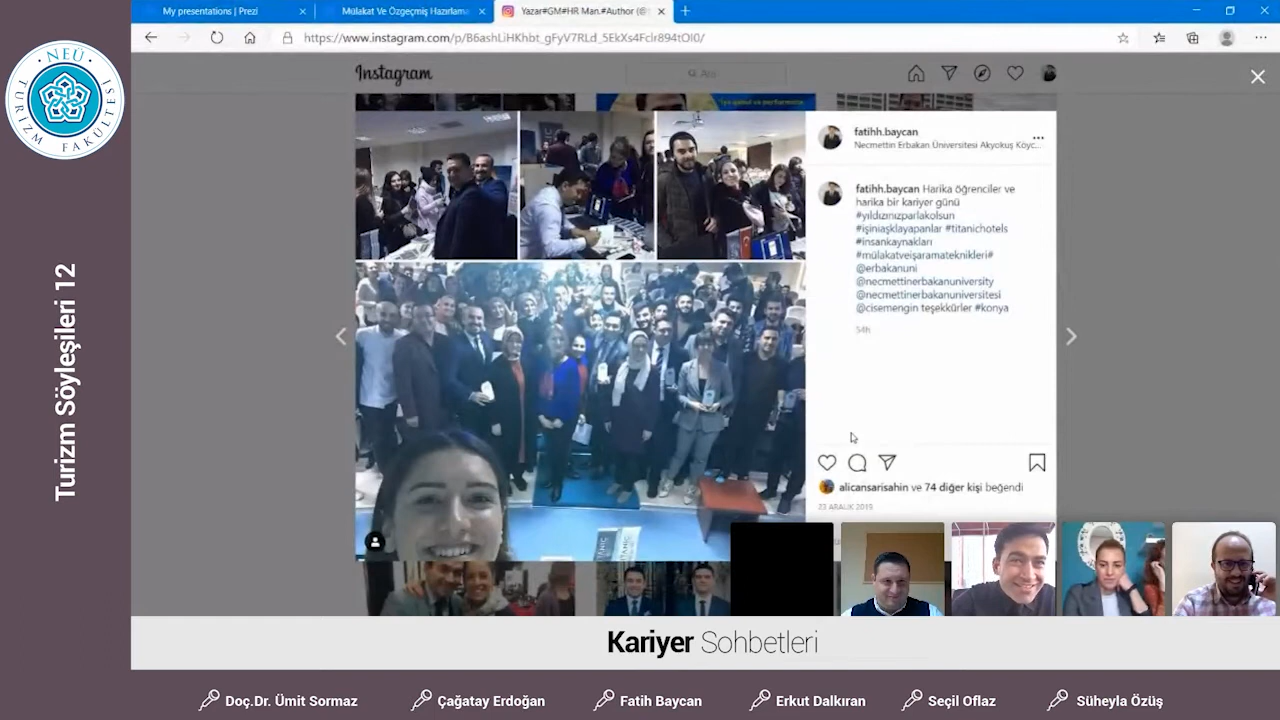 My presentations | Prezi
Mülakat Ve Özgeçmiş Hazırlama
Yazar#GM#HR Man.#Author (@
https://www.instagram.com/p/B6ashLiHKhbt_gFyV7RLd_5EkXs4Fclr894tOI0/
· NEÜ ·
TURİZM FAKÜLTESİ
Instagram
Ara
fatihh.baycan
Necmettin Erbakan Üniversitesi Akyokuş Köyc...
fatihh.baycan Harika öğrenciler ve
harika bir kariyer günü
#yıldızınızparlakolsun
#işiniaşklayapanlar #titanichotels
#insankaynakları
#mülakatveişaramateknikleri#
@erbakanuni
@necmettinerbakanuniversity
@necmettinerbakanuniversitesi
@cisemengin teşekkürler #konya
54h
alicansarisahin ve 74 diğer kişi beğendi
23 ARALIK 2019
Turizm Söyleşileri 12
Kariyer Sohbetleri
Doç.Dr. Ümit Sormaz
Çağatay Erdoğan
Fatih Baycan
Erkut Dalkıran
Seçil Oflaz
Süheyla Özüş